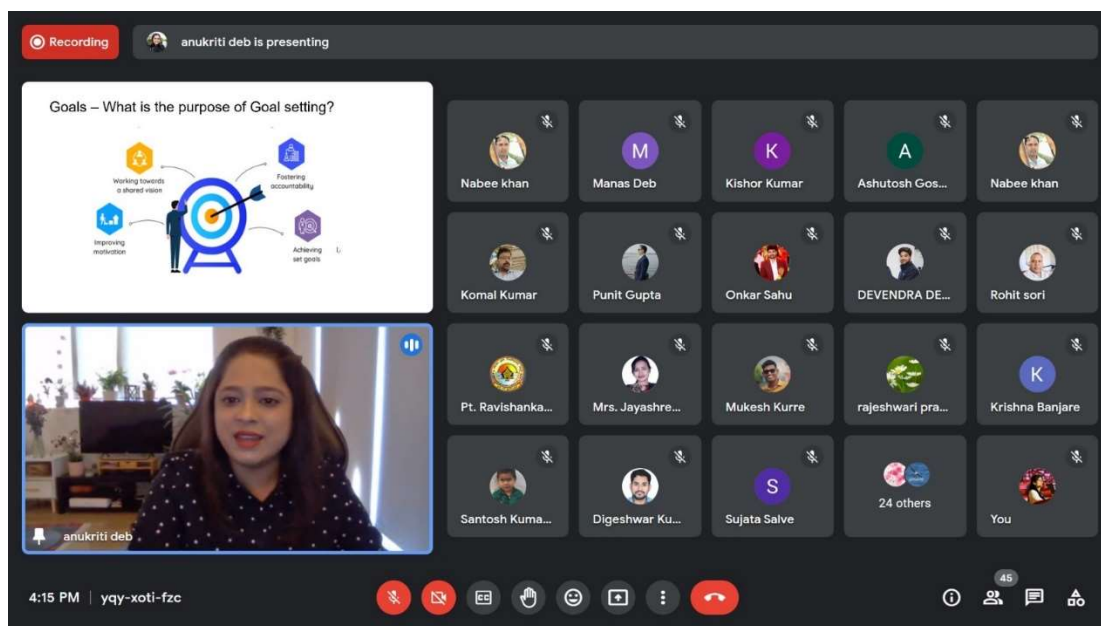 Recording
anukriti deb is presenting
Goals – What is the purpose of Goal setting?
Working towards
a shared vision
Fostering
accountability
Improving
motivation
Achieving
set goals
Nabee khan
M
Manas Deb
K
Kishor Kumar
A
Ashutosh Gos...
Nabee khan
Komal Kumar
Punit Gupta
Onkar Sahu
DEVENDRA DE...
Rohit sori
Pt. Ravishanka...
Mrs. Jayashre...
Mukesh Kurre
rajeshwari pra...
K
Krishna Banjare
Santosh Kuma...
Digeshwar Ku...
S
Sujata Salve
24 others
You
anukriti deb
4:15 PM | yqy-xoti-fzc
CC
45